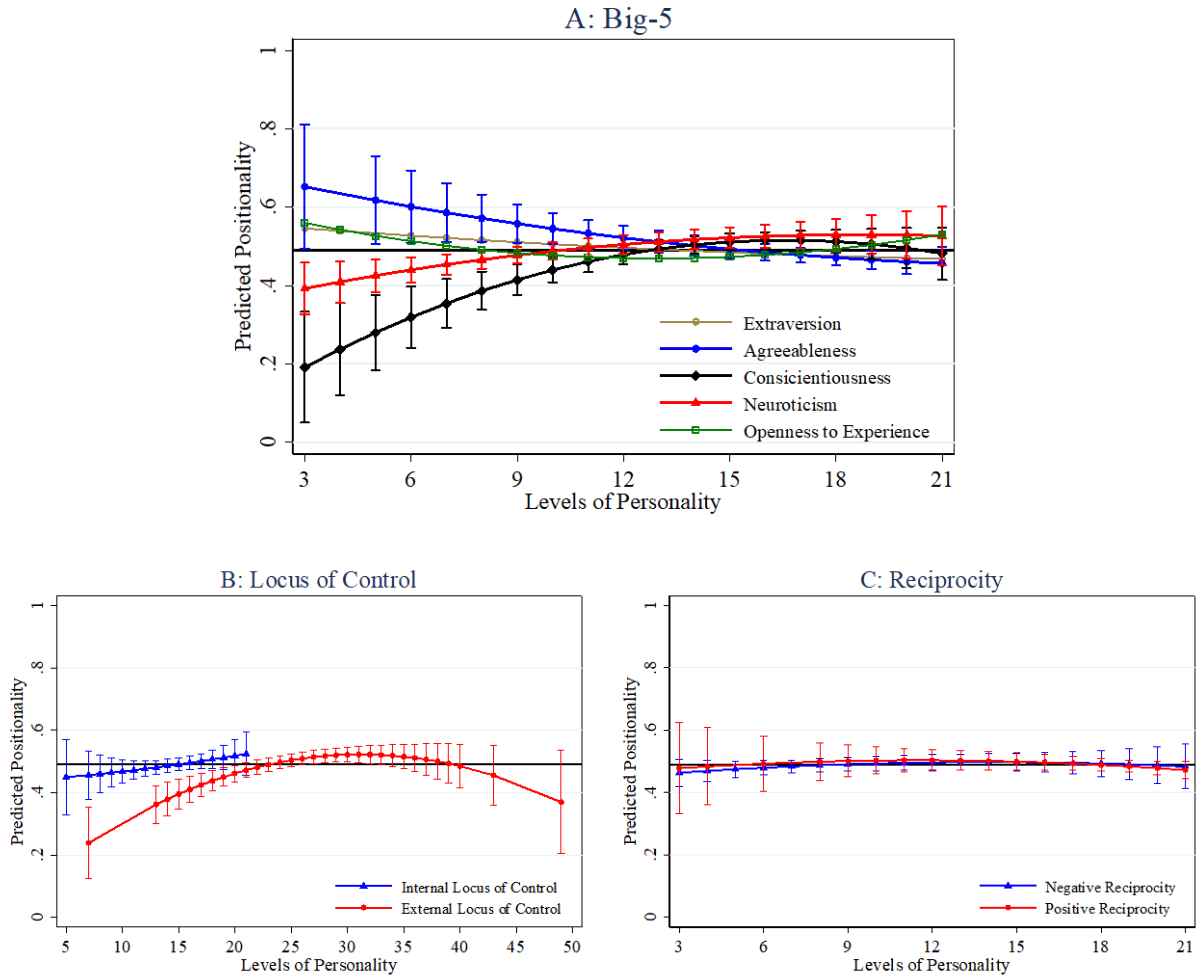 A: Big-5
Predicted Positionality
0
.2
.4
.6
.8
1
Extraversion
Agreeableness
Consicientiousness
Neuroticism
Openness to Experience
3 6 9 12 15 18 21
Levels of Personality
B: Locus of Control
Predicted Positionality
0
.2
.4
.6
.8
1
Internal Locus of Control
External Locus of Control
5 10 15 20 25 30 35 40 45 50
Levels of Personality
C: Reciprocity
Predicted Positionality
0
.2
.4
.6
.8
1
Negative Reciprocity
Positive Reciprocity
3 6 9 12 15 18 21
Levels of Personality